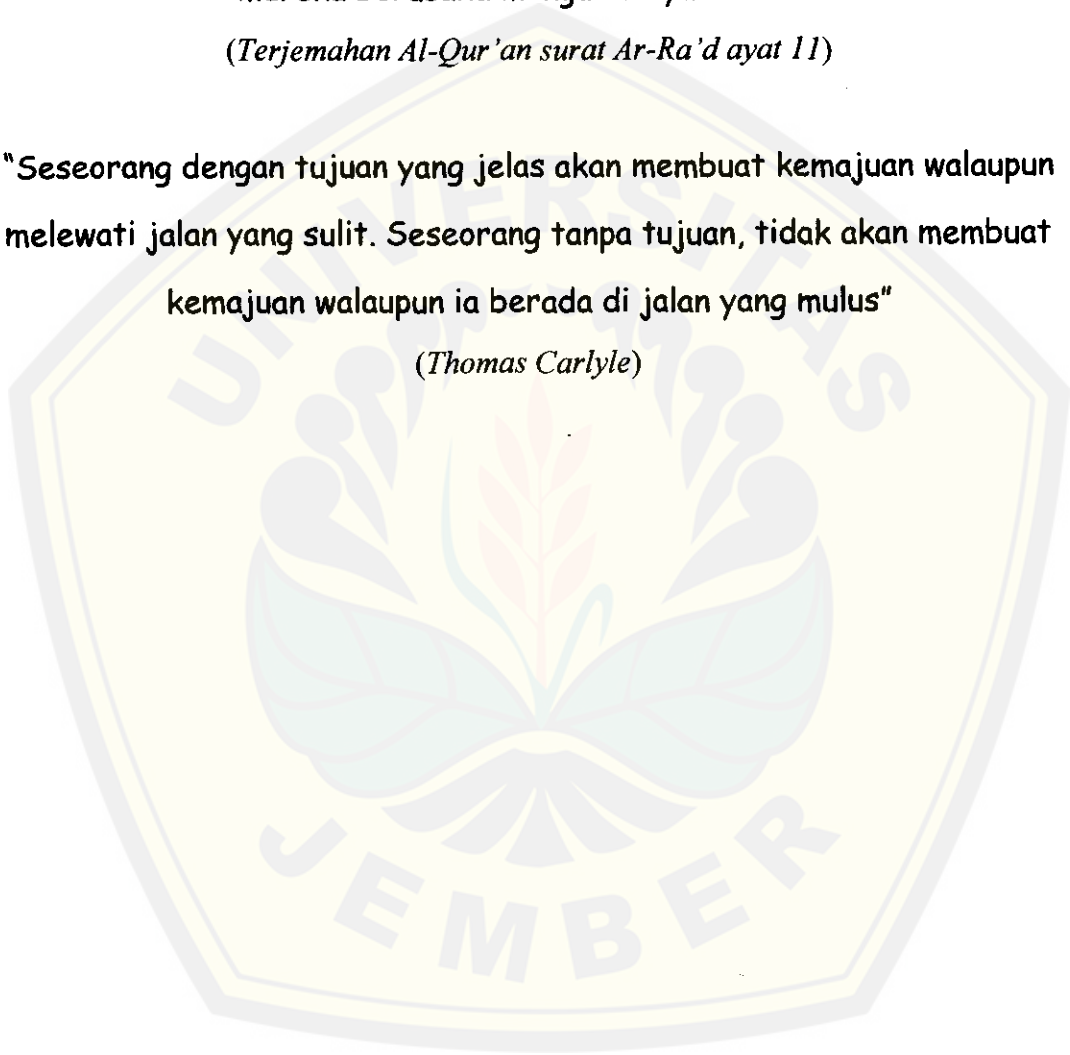 (Terjemahan Al-Qur'an surat Ar-Ra'd ayat 11)
"Seseorang dengan tujuan yang jelas akan membuat kemajuan walaupun
melewati jalan yang sulit. Seseorang tanpa tujuan, tidak akan membuat
kemajuan walaupun ia berada di jalan yang mulus"
(Thomas Carlyle)
UNIVERSITAS
JEMBER